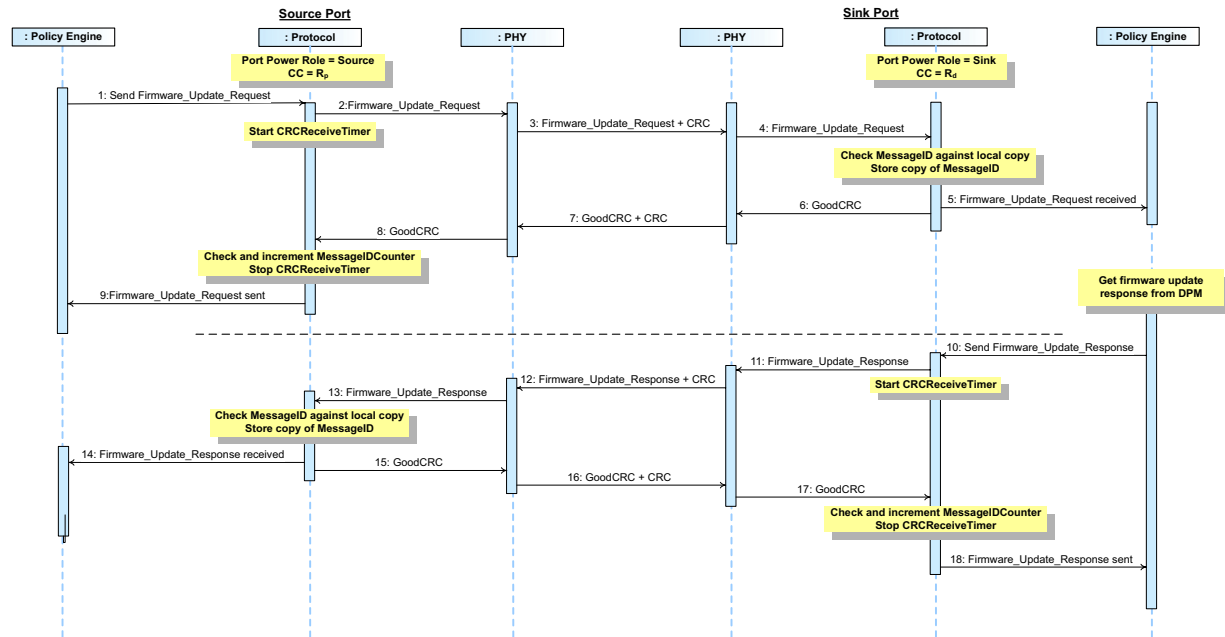 Source Port
Sink Port
: Policy Engine
: Protocol
: PHY
: PHY
: Protocol
: Policy Engine
Port Power Role = Source
CC = Rp
Port Power Role = Sink
CC = Rd
1: Send Firmware_Update_Request
2:Firmware_Update_Request
Start CRCReceiveTimer
3: Firmware_Update_Request + CRC
4: Firmware_Update_Request
Check MessageID against local copy
Store copy of MessageID
5: Firmware_Update_Request received
6: GoodCRC
7: GoodCRC + CRC
8: GoodCRC
Check and increment MessageIDCounter
Stop CRCReceiveTimer
9:Firmware_Update_Request sent
Get firmware update
response from DPM
10: Send Firmware_Update_Response
11: Firmware_Update_Response
Start CRCReceiveTimer
12: Firmware_Update_Response + CRC
13: Firmware_Update_Response
Check MessageID against local copy
Store copy of MessageID
14: Firmware_Update_Response received
15: GoodCRC
16: GoodCRC + CRC
17: GoodCRC
Check and increment MessageIDCounter
Stop CRCReceiveTimer
18: Firmware_Update_Response sent